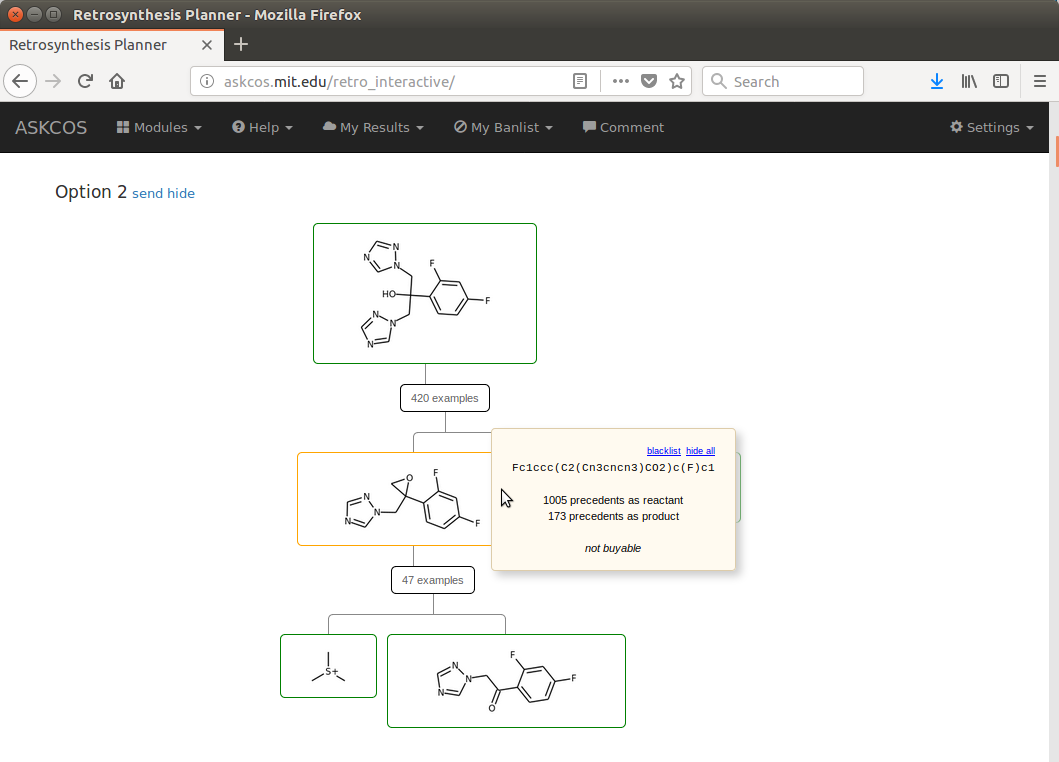 Retrosynthesis Planner - Mozilla Firefox
Retrosynthesis Planner
askcos.mit.edu/retro_interactive/
Search
ASKCOS Modules Help My Results My Banlist Comment Settings
Option 2 send hide
N
N
N
HO
F
F
N
N
N
420 examples
blacklist hide all
Fc1ccc(C2(Cn3cncn3)CO2)c(F)c1
1005 precedents as reactant
173 precedents as product
not buyable
N
N
N
O
F
F
47 examples
S+
N
N
N
O
F
F